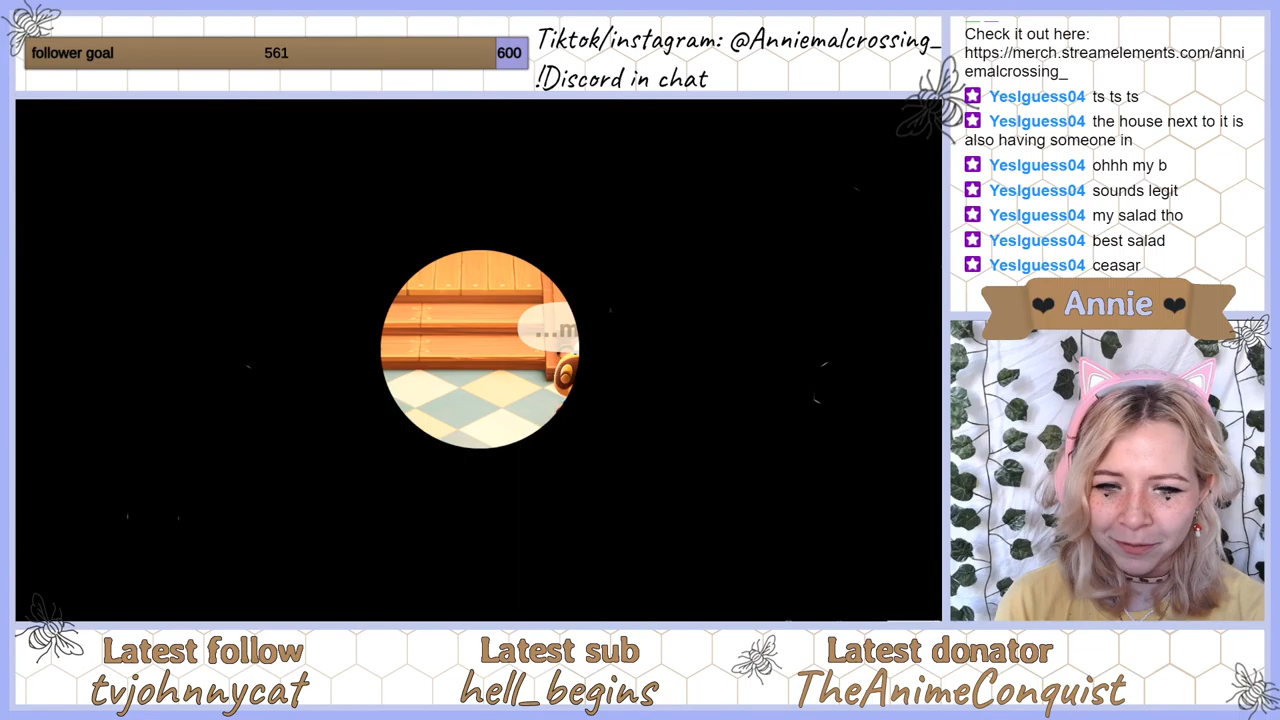 follower goal 561 600
Tiktok/instagram: @Anniemalcrossing_
!Discord in chat
Check it out here:
https://merch.streamelements.com/anni
emalcrossing_
YesIguess04 ts ts ts
YesIguess04 the house next to it is
also having someone in
YesIguess04 ohhh my b
YesIguess04 sounds legit
YesIguess04 my salad tho
YesIguess04 best salad
YesIguess04 ceasar
...m
Annie
Latest follow
tvjohnnycat
Latest sub
hell_begins
Latest donator
TheAnimeConquist